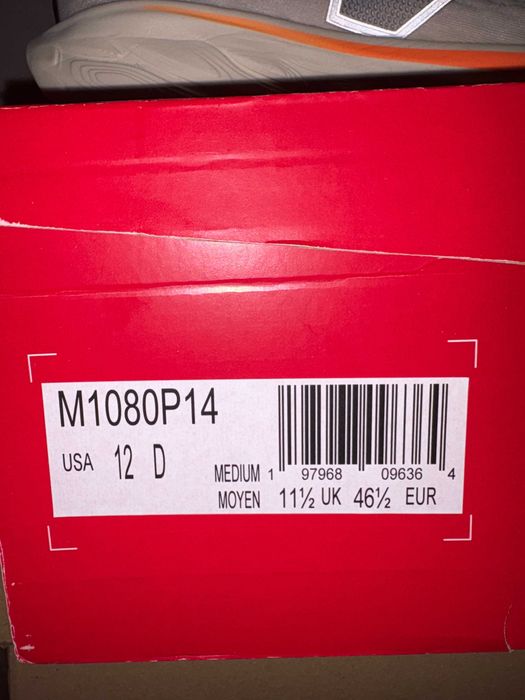 M1080P14
USA 12 D
MEDIUM 1 97968 09636 4
MOYEN 11½ UK 46½ EUR